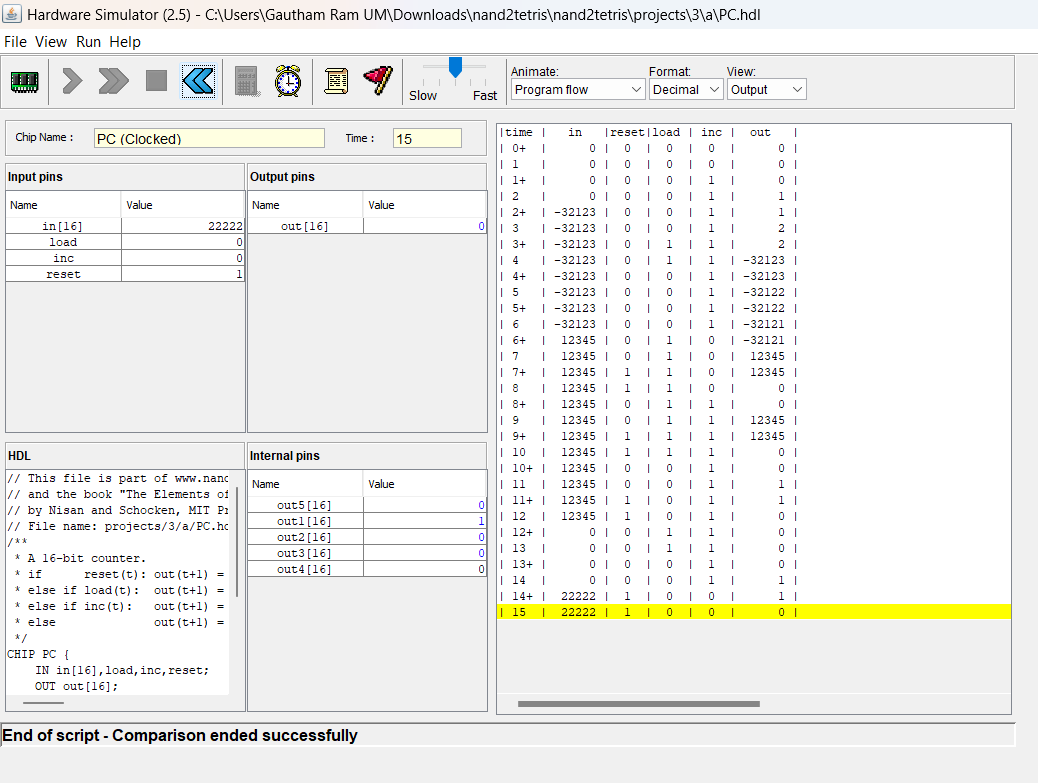 Hardware Simulator (2.5) - C:\Users\Gautham Ram UM\Downloads\nand2tetris\nand2tetris\projects\3\a\PC.hdl
File View Run Help
Slow Fast
Animate: Format: View:
Program flow Decimal Output
Chip Name : PC (Clocked) Time : 15
Input pins
Name Value
in[16] 22222
load 0
inc 0
reset 1
Output pins
Name Value
out[16] 0
HDL
// This file is part of www.nand
// and the book "The Elements of
// by Nisan and Schocken, MIT Pr
// File name: projects/3/a/PC.hd
/**
* A 16-bit counter.
* if reset(t): out(t+1) =
* else if load(t): out(t+1) =
* else if inc(t): out(t+1) =
* else out(t+1) =
*/
CHIP PC {
IN in[16],load,inc,reset;
OUT out[16];
Internal pins
Name Value
out5[16] 0
out1[16] 1
out2[16] 0
out3[16] 0
out4[16] 0
|time | in |reset|load | inc | out |
| 0+ | 0 | 0 | 0 | 0 | 0 |
| 1 | 0 | 0 | 0 | 0 | 0 |
| 1+ | 0 | 0 | 0 | 1 | 0 |
| 2 | 0 | 0 | 0 | 1 | 1 |
| 2+ | -32123 | 0 | 0 | 1 | 1 |
| 3 | -32123 | 0 | 0 | 1 | 2 |
| 3+ | -32123 | 0 | 1 | 1 | 2 |
| 4 | -32123 | 0 | 1 | 1 | -32123 |
| 4+ | -32123 | 0 | 0 | 1 | -32123 |
| 5 | -32123 | 0 | 0 | 1 | -32122 |
| 5+ | -32123 | 0 | 0 | 1 | -32122 |
| 6 | -32123 | 0 | 0 | 1 | -32121 |
| 6+ | 12345 | 0 | 1 | 0 | -32121 |
| 7 | 12345 | 0 | 1 | 0 | 12345 |
| 7+ | 12345 | 1 | 1 | 0 | 12345 |
| 8 | 12345 | 1 | 1 | 0 | 0 |
| 8+ | 12345 | 0 | 1 | 1 | 0 |
| 9 | 12345 | 0 | 1 | 1 | 12345 |
| 9+ | 12345 | 1 | 1 | 1 | 12345 |
| 10 | 12345 | 1 | 1 | 1 | 0 |
| 10+ | 12345 | 0 | 0 | 1 | 0 |
| 11 | 12345 | 0 | 0 | 1 | 1 |
| 11+ | 12345 | 1 | 0 | 1 | 1 |
| 12 | 12345 | 1 | 0 | 1 | 0 |
| 12+ | 0 | 0 | 1 | 1 | 0 |
| 13 | 0 | 0 | 1 | 1 | 0 |
| 13+ | 0 | 0 | 0 | 1 | 0 |
| 14 | 0 | 0 | 0 | 1 | 1 |
| 14+ | 22222 | 1 | 0 | 0 | 1 |
| 15 | 22222 | 1 | 0 | 0 | 0 |
End of script - Comparison ended successfully